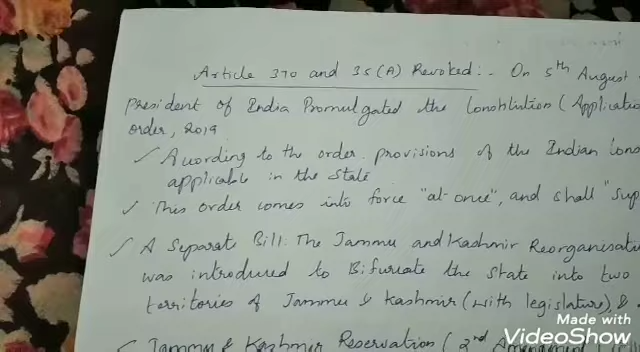 Article 370 and 35(A) Revoked:- On 5th August
President of India Promulgated the Constitution (Applicat
order, 2019
✓ According to the order. provisions of the Indian Cons
applicable in the state
✓ This order comes into force "at-once", and shall "sup
✓ A Separate Bill: The Jammu and Kashmir Reorganisati
was introduced to Bifurcate the state into two
territories of Jammu & Kashmir (with legislature), &
✓ Jammu & Kashmir Reservation (2nd Amendment)
Made with
VideoShow